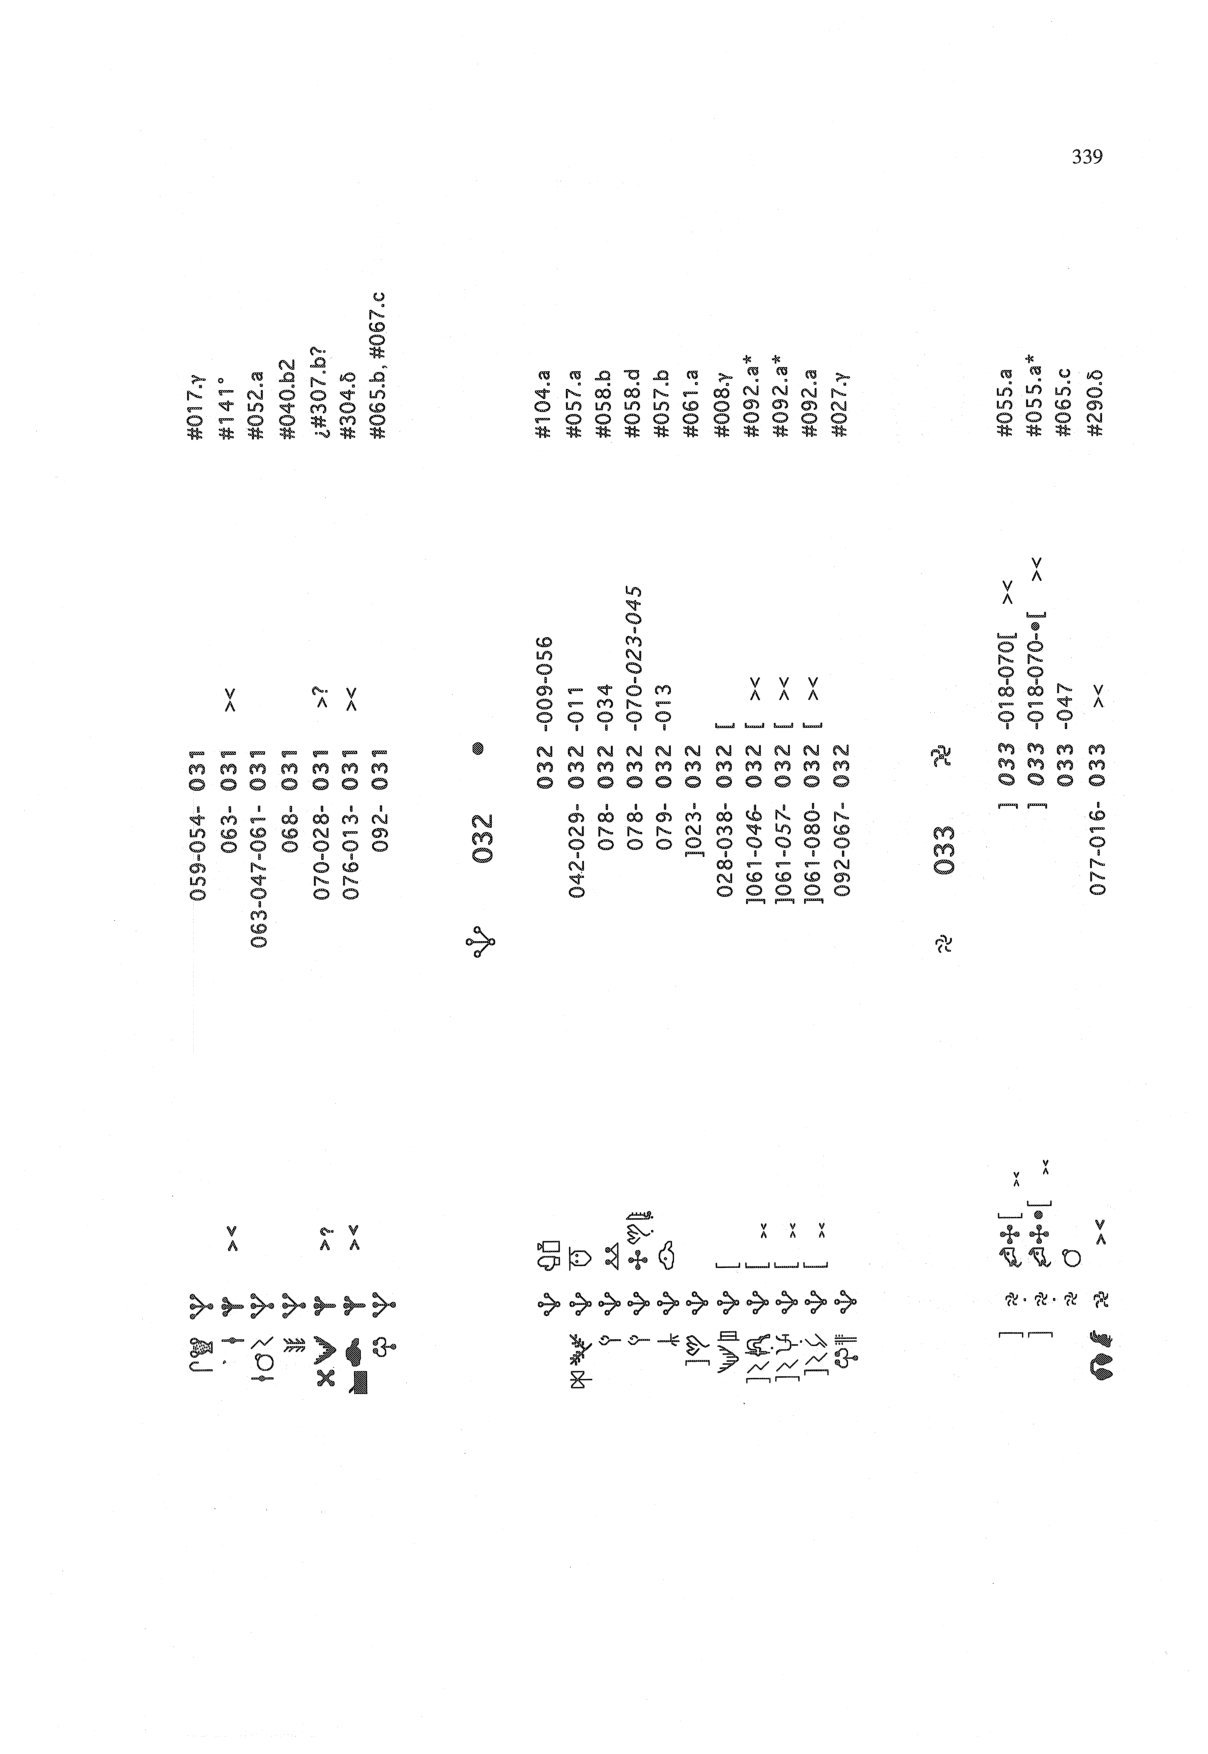 339
059-054- 031 #017.γ
063- 031 >< #141°
063-047-061- 031 #052.a
068- 031 #040.b2
070-028- 031 >? ¿#307.b?
076-013- 031 >< #304.δ
092- 031 #065.b, #067.c
032 ●
032 -009-056 #104.a
042-029- 032 -011 #057.a
078- 032 -034 #058.b
078- 032 -070-023-045 #058.d
079- 032 -013 #057.b
]023- 032 #061.a
028-038- 032 [ #008.γ
]061-046- 032 [ >< #092.a*
]061-057- 032 [ >< #092.a*
]061-080- 032 [ >< #092.a
092-067- 032 #027.γ
033
] 033 -018-070[ >< #055.a
] 033 -018-070-●[ >< #055.a*
033 -047 #065.c
077-016- 033 >< #290.δ